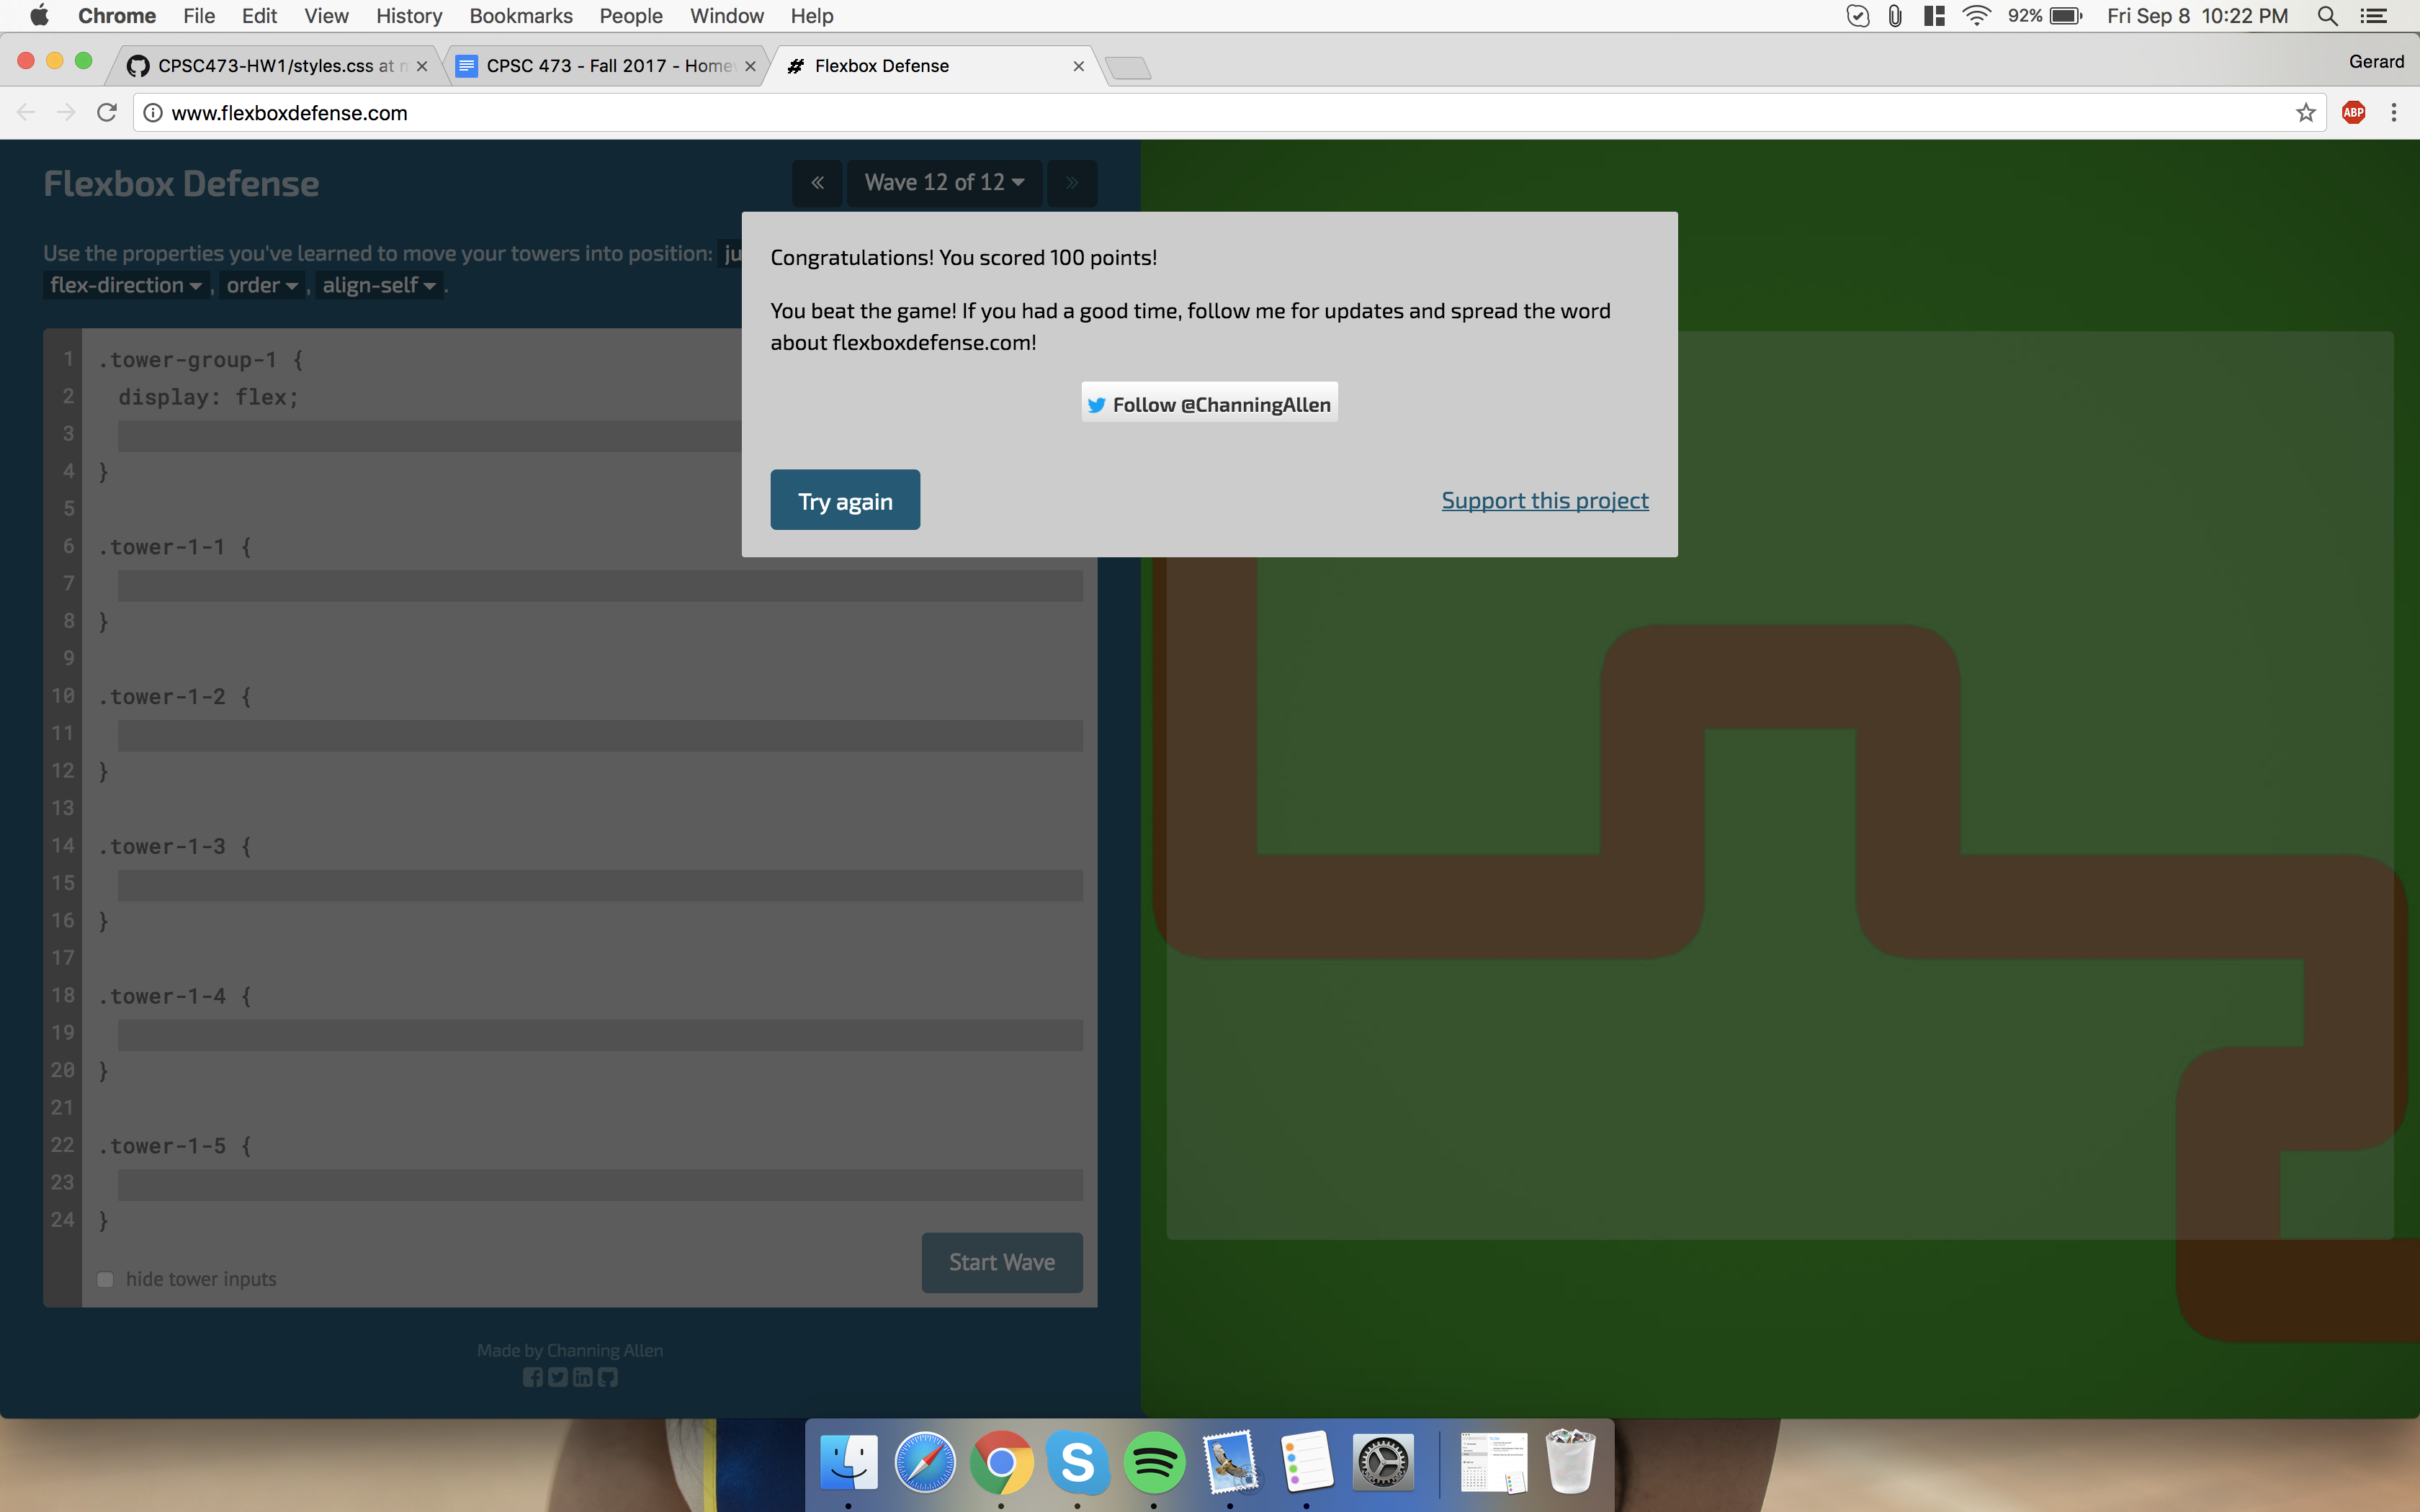 Chrome File Edit View History Bookmarks People Window Help 92% Fri Sep 8 10:22 PM
CPSC473-HW1/styles.css at CPSC 473 - Fall 2017 - Home Flexbox Defense Gerard
www.flexboxdefense.com ABP
Flexbox Defense « Wave 12 of 12 »
Use the properties you've learned to move your towers into position: ju
flex-direction , order , align-self .
Congratulations! You scored 100 points!
You beat the game! If you had a good time, follow me for updates and spread the word
about flexboxdefense.com!
Follow @ChanningAllen
Try again Support this project
1 .tower-group-1 {
2 display: flex;
3
4 }
5
6 .tower-1-1 {
7
8 }
9
10 .tower-1-2 {
11
12 }
13
14 .tower-1-3 {
15
16 }
17
18 .tower-1-4 {
19
20 }
21
22 .tower-1-5 {
23
24 }
hide tower inputs Start Wave
Made by Channing Allen